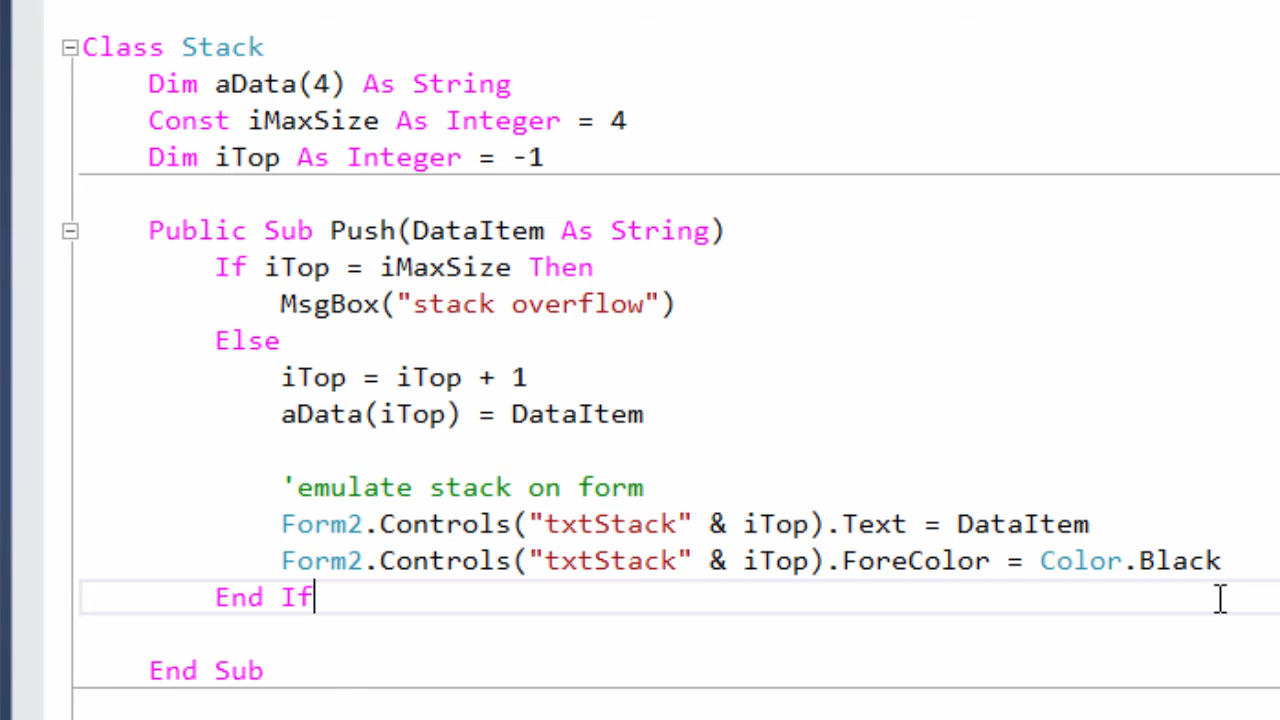 Class Stack
Dim aData(4) As String
Const iMaxSize As Integer = 4
Dim iTop As Integer = -1
Public Sub Push(DataItem As String)
If iTop = iMaxSize Then
MsgBox("stack overflow")
Else
iTop = iTop + 1
aData(iTop) = DataItem
'emulate stack on form
Form2.Controls("txtStack" & iTop).Text = DataItem
Form2.Controls("txtStack" & iTop).ForeColor = Color.Black
End If
End Sub